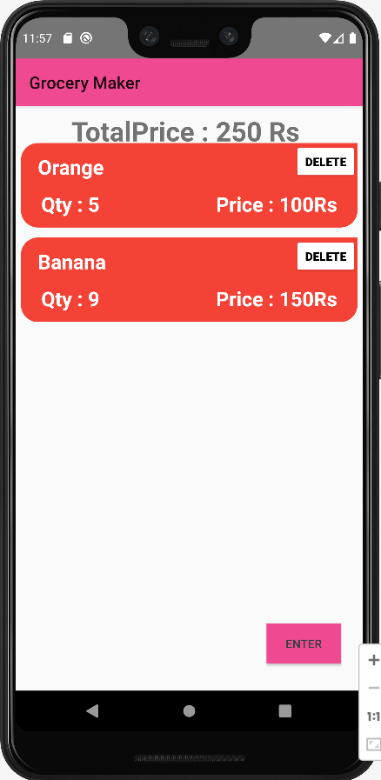 11:57
Grocery Maker
TotalPrice : 250 Rs
Orange
DELETE
Qty : 5
Price : 100Rs
Banana
DELETE
Qty : 9
Price : 150Rs
ENTER
1:1